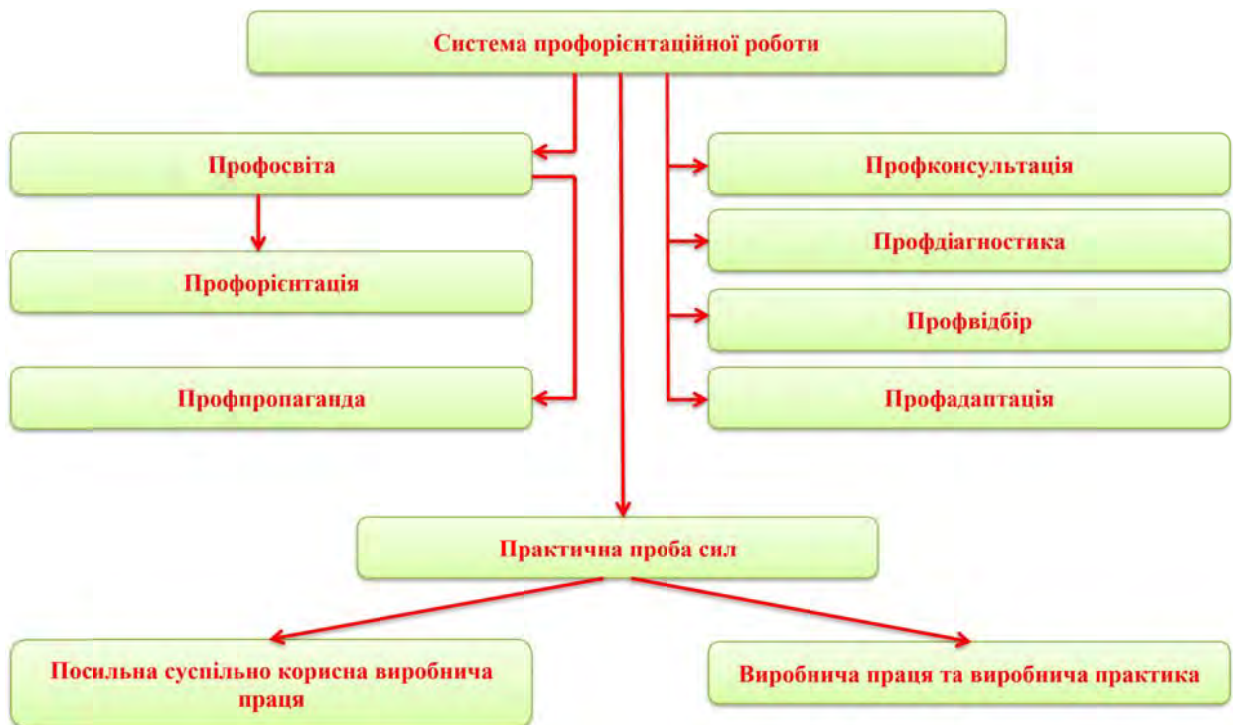 Система профорієнтаційної роботи
Профосвіта
Профорієнтація
Профпропаганда
Профконсультація
Профдіагностика
Профвідбір
Профадаптація
Практична проба сил
Посильна суспільно корисна виробнича
праця
Виробнича праця та виробнича практика